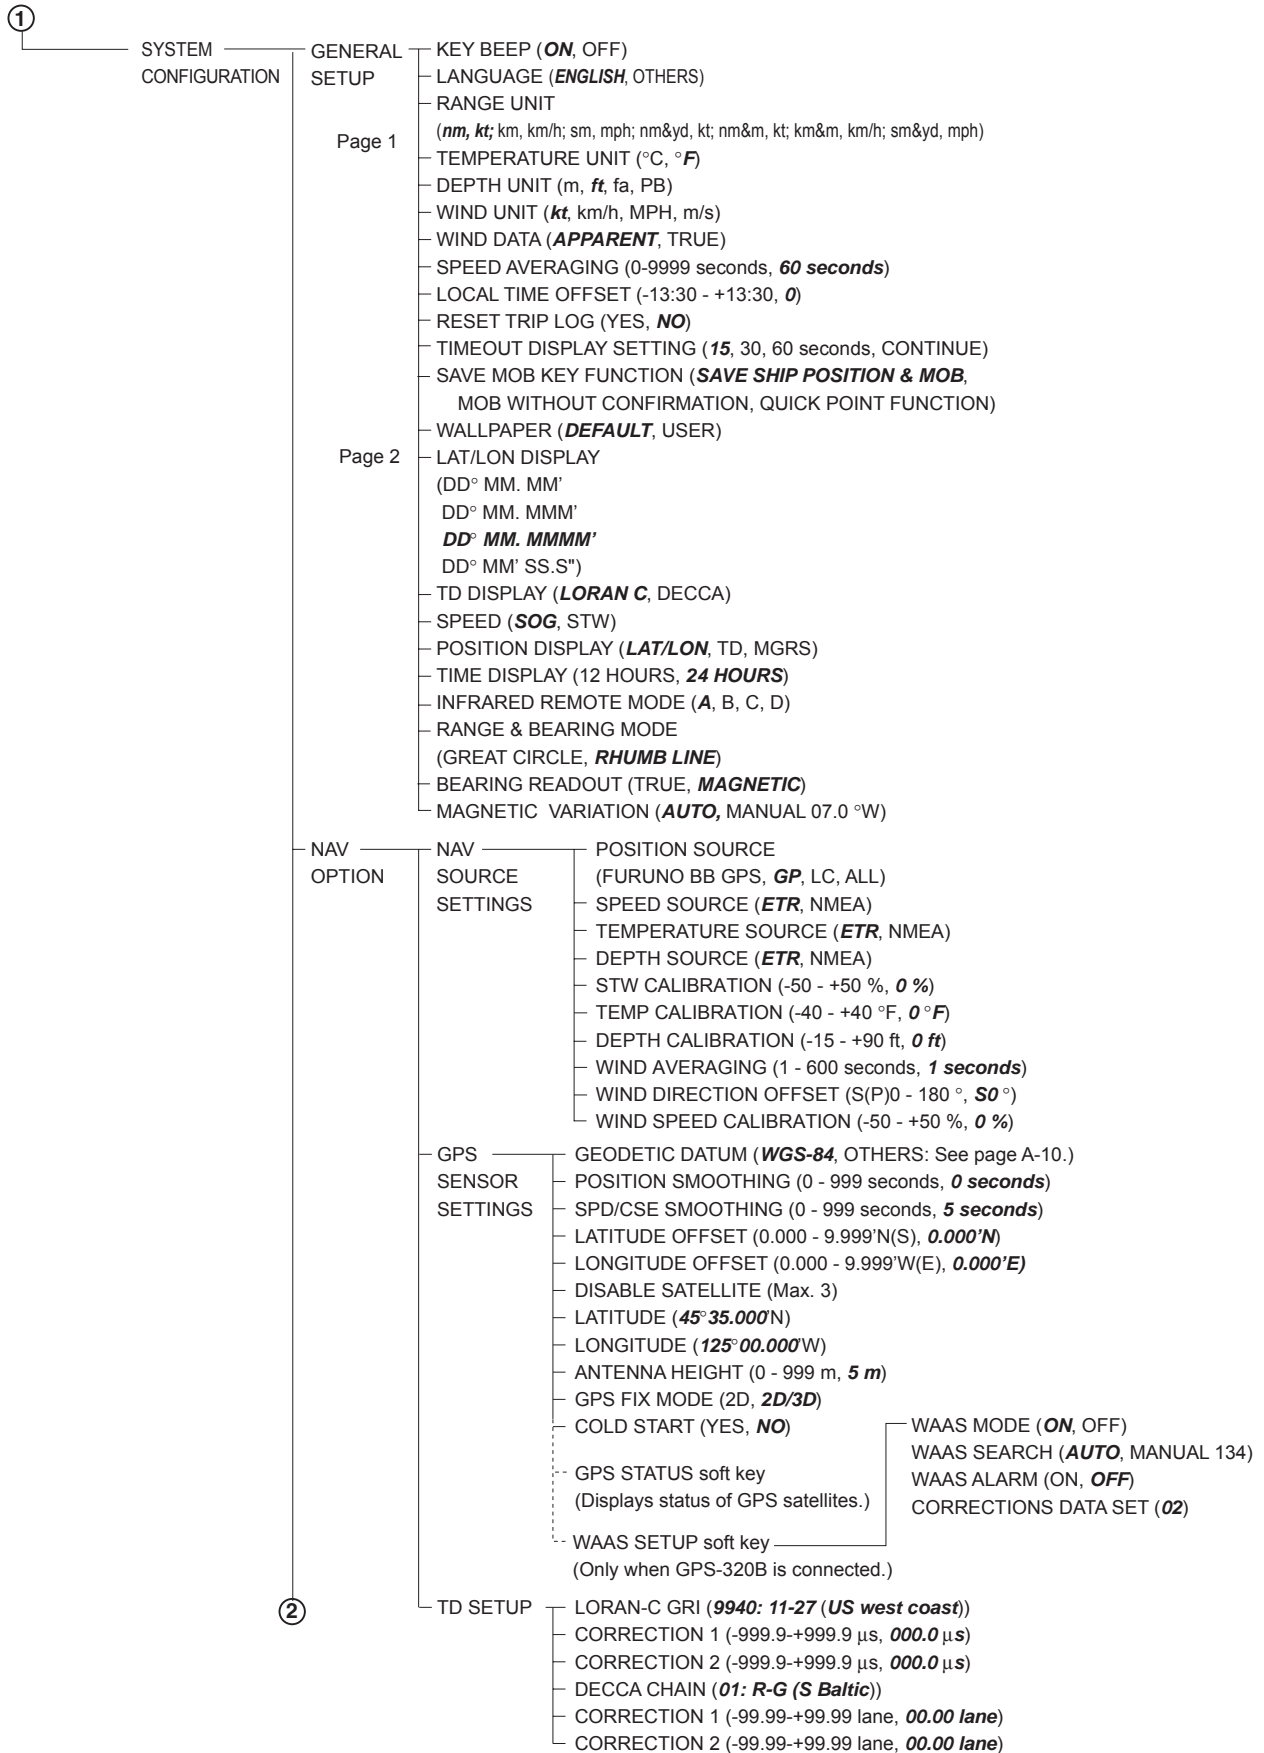 1
SYSTEM CONFIGURATION
GENERAL SETUP
KEY BEEP (ON, OFF)
LANGUAGE (ENGLISH, OTHERS)
RANGE UNIT
(nm, kt; km, km/h; sm, mph; nm&yd, kt; nm&m, kt; km&m, km/h; sm&yd, mph)
Page 1
TEMPERATURE UNIT (°C, °F)
DEPTH UNIT (m, ft, fa, PB)
WIND UNIT (kt, km/h, MPH, m/s)
WIND DATA (APPARENT, TRUE)
SPEED AVERAGING (0-9999 seconds, 60 seconds)
LOCAL TIME OFFSET (-13:30 - +13:30, 0)
RESET TRIP LOG (YES, NO)
TIMEOUT DISPLAY SETTING (15, 30, 60 seconds, CONTINUE)
SAVE MOB KEY FUNCTION (SAVE SHIP POSITION & MOB,
MOB WITHOUT CONFIRMATION, QUICK POINT FUNCTION)
WALLPAPER (DEFAULT, USER)
Page 2
LAT/LON DISPLAY
(DD° MM. MM’
DD° MM. MMM’
DD° MM. MMMM’
DD° MM’ SS.S")
TD DISPLAY (LORAN C, DECCA)
SPEED (SOG, STW)
POSITION DISPLAY (LAT/LON, TD, MGRS)
TIME DISPLAY (12 HOURS, 24 HOURS)
INFRARED REMOTE MODE (A, B, C, D)
RANGE & BEARING MODE
(GREAT CIRCLE, RHUMB LINE)
BEARING READOUT (TRUE, MAGNETIC)
MAGNETIC VARIATION (AUTO, MANUAL 07.0 °W)
NAV OPTION
NAV SOURCE SETTINGS
POSITION SOURCE
(FURUNO BB GPS, GP, LC, ALL)
SPEED SOURCE (ETR, NMEA)
TEMPERATURE SOURCE (ETR, NMEA)
DEPTH SOURCE (ETR, NMEA)
STW CALIBRATION (-50 - +50 %, 0 %)
TEMP CALIBRATION (-40 - +40 °F, 0 °F)
DEPTH CALIBRATION (-15 - +90 ft, 0 ft)
WIND AVERAGING (1 - 600 seconds, 1 seconds)
WIND DIRECTION OFFSET (S(P)0 - 180 °, S0 °)
WIND SPEED CALIBRATION (-50 - +50 %, 0 %)
GPS SENSOR SETTINGS
GEODETIC DATUM (WGS-84, OTHERS: See page A-10.)
POSITION SMOOTHING (0 - 999 seconds, 0 seconds)
SPD/CSE SMOOTHING (0 - 999 seconds, 5 seconds)
LATITUDE OFFSET (0.000 - 9.999’N(S), 0.000’N)
LONGITUDE OFFSET (0.000 - 9.999’W(E), 0.000’E)
DISABLE SATELLITE (Max. 3)
LATITUDE (45°35.000’N)
LONGITUDE (125°00.000’W)
ANTENNA HEIGHT (0 - 999 m, 5 m)
GPS FIX MODE (2D, 2D/3D)
COLD START (YES, NO)
GPS STATUS soft key
(Displays status of GPS satellites.)
WAAS SETUP soft key
(Only when GPS-320B is connected.)
WAAS MODE (ON, OFF)
WAAS SEARCH (AUTO, MANUAL 134)
WAAS ALARM (ON, OFF)
CORRECTIONS DATA SET (02)
2
TD SETUP
LORAN-C GRI (9940: 11-27 (US west coast))
CORRECTION 1 (-999.9-+999.9 µs, 000.0 µs)
CORRECTION 2 (-999.9-+999.9 µs, 000.0 µs)
DECCA CHAIN (01: R-G (S Baltic))
CORRECTION 1 (-99.99-+99.99 lane, 00.00 lane)
CORRECTION 2 (-99.99-+99.99 lane, 00.00 lane)